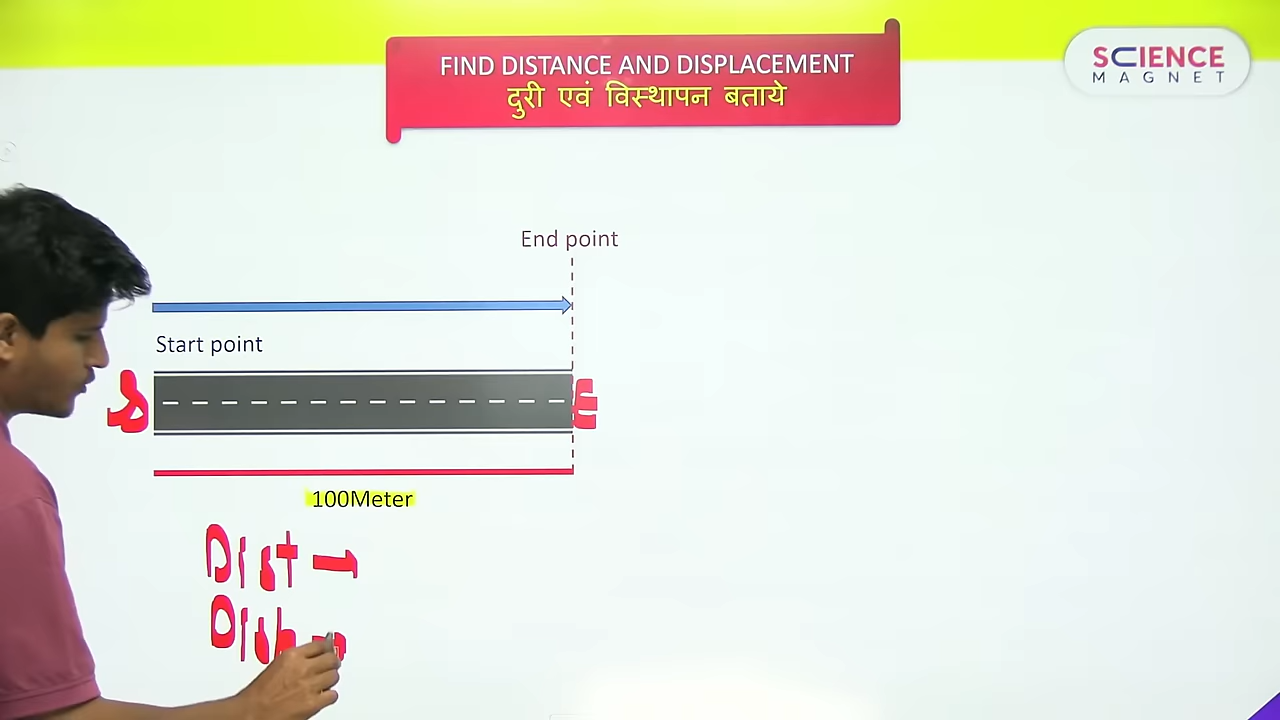 FIND DISTANCE AND DISPLACEMENT
दुरी एवं विस्थापन बताये
SCIENCE
MAGNET
End point
Start point
S
E
100Meter
Dist →